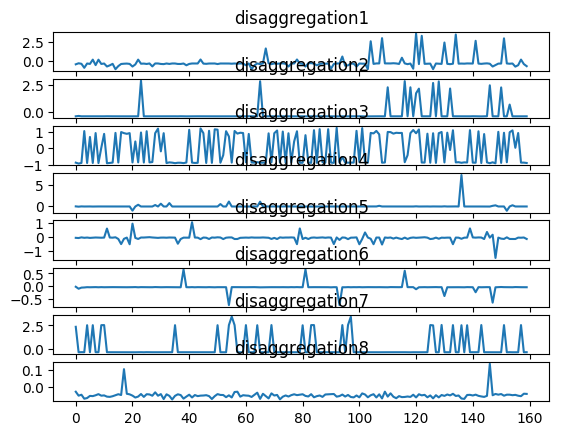 disaggregation1
2.5
0.0
disaggregation2
2.5
0.0
disaggregation3
1
0
−1
disaggregation4
5
0
disaggregation5
1
0
−1
disaggregation6
0.5
0.0
−0.5
disaggregation7
2.5
0.0
disaggregation8
0.1
0.0
0 20 40 60 80 100 120 140 160